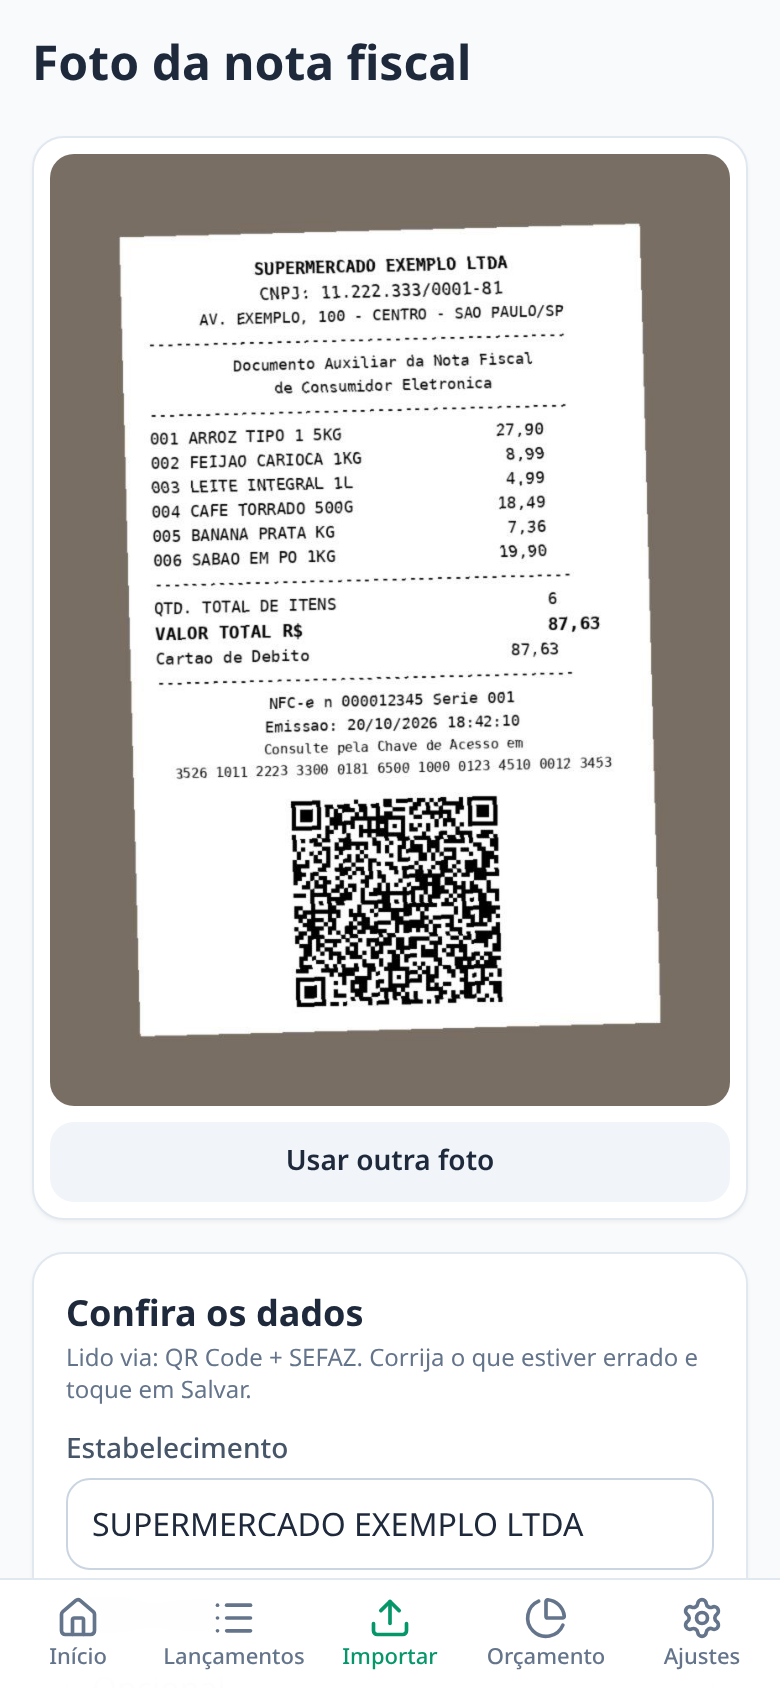 Foto da nota fiscal
SUPERMERCADO EXEMPLO LTDA
CNPJ: 11.222.333/0001-81
AV. EXEMPLO, 100 - CENTRO - SAO PAULO/SP
--------------------------------------------
Documento Auxiliar da Nota Fiscal
de Consumidor Eletronica
--------------------------------------------
001 ARROZ TIPO 1 5KG 27,90
002 FEIJAO CARIOCA 1KG 8,99
003 LEITE INTEGRAL 1L 4,99
004 CAFE TORRADO 500G 18,49
005 BANANA PRATA KG 7,36
006 SABAO EM PO 1KG 19,90
--------------------------------------------
QTD. TOTAL DE ITENS 6
VALOR TOTAL R$ 87,63
Cartao de Debito 87,63
--------------------------------------------
NFC-e n 000012345 Serie 001
Emissao: 20/10/2026 18:42:10
Consulte pela Chave de Acesso em
3526 1011 2223 3300 0181 6500 1000 0123 4510 0012 3453
Usar outra foto
Confira os dados
Lido via: QR Code + SEFAZ. Corrija o que estiver errado e
toque em Salvar.
Estabelecimento
SUPERMERCADO EXEMPLO LTDA
Início Lançamentos Importar Orçamento Ajustes